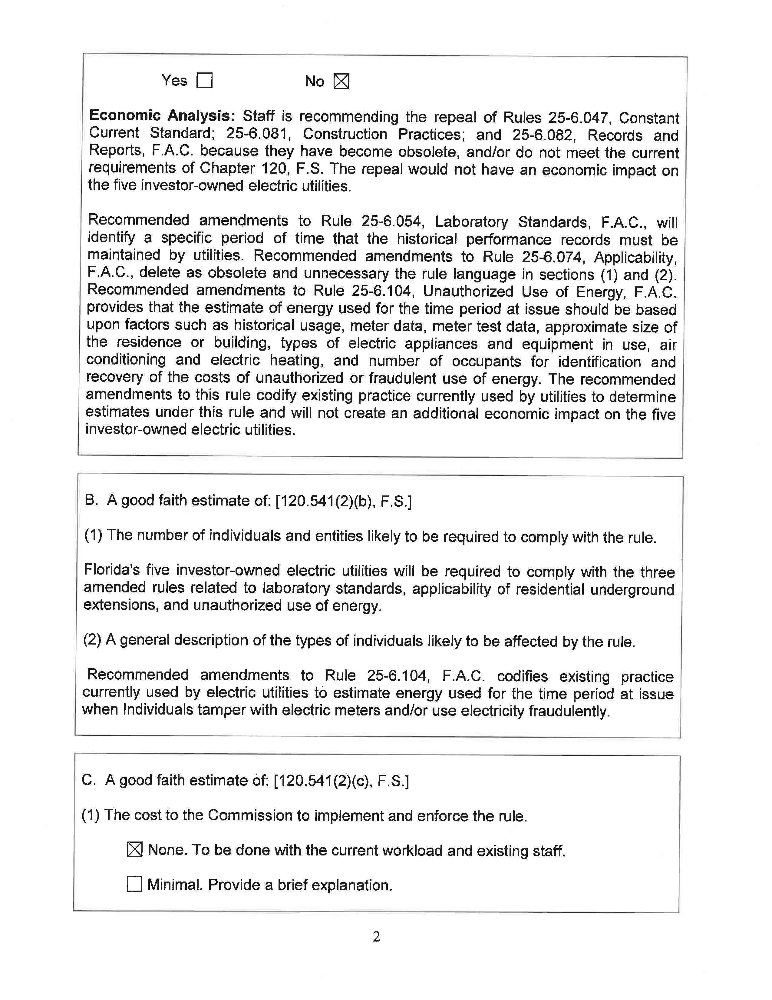 Yes ☐ No ☒
Economic Analysis: Staff is recommending the repeal of Rules 25-6.047, Constant
Current Standard; 25-6.081, Construction Practices; and 25-6.082, Records and
Reports, F.A.C. because they have become obsolete, and/or do not meet the current
requirements of Chapter 120, F.S. The repeal would not have an economic impact on
the five investor-owned electric utilities.
Recommended amendments to Rule 25-6.054, Laboratory Standards, F.A.C., will
identify a specific period of time that the historical performance records must be
maintained by utilities. Recommended amendments to Rule 25-6.074, Applicability,
F.A.C., delete as obsolete and unnecessary the rule language in sections (1) and (2).
Recommended amendments to Rule 25-6.104, Unauthorized Use of Energy, F.A.C.
provides that the estimate of energy used for the time period at issue should be based
upon factors such as historical usage, meter data, meter test data, approximate size of
the residence or building, types of electric appliances and equipment in use, air
conditioning and electric heating, and number of occupants for identification and
recovery of the costs of unauthorized or fraudulent use of energy. The recommended
amendments to this rule codify existing practice currently used by utilities to determine
estimates under this rule and will not create an additional economic impact on the five
investor-owned electric utilities.
B. A good faith estimate of: [120.541(2)(b), F.S.]
(1) The number of individuals and entities likely to be required to comply with the rule.
Florida's five investor-owned electric utilities will be required to comply with the three
amended rules related to laboratory standards, applicability of residential underground
extensions, and unauthorized use of energy.
(2) A general description of the types of individuals likely to be affected by the rule.
Recommended amendments to Rule 25-6.104, F.A.C. codifies existing practice
currently used by electric utilities to estimate energy used for the time period at issue
when Individuals tamper with electric meters and/or use electricity fraudulently.
C. A good faith estimate of: [120.541(2)(c), F.S.]
(1) The cost to the Commission to implement and enforce the rule.
☒ None. To be done with the current workload and existing staff.
☐ Minimal. Provide a brief explanation.
2